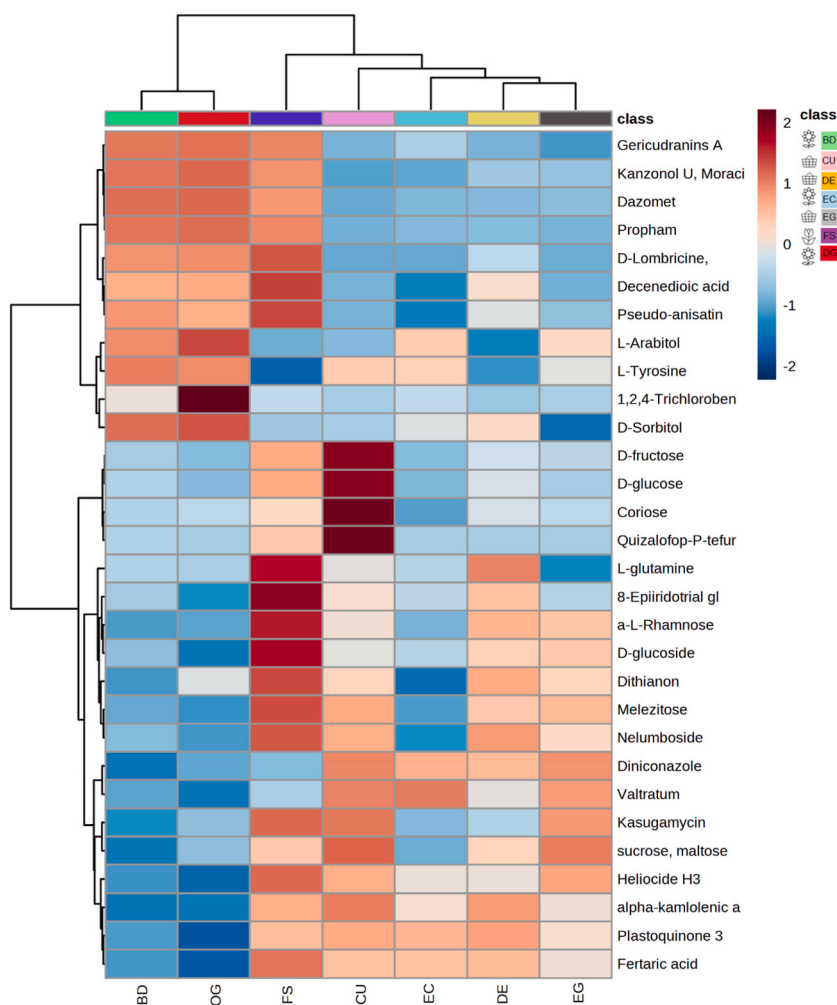 class
Gericudranins A
Kanzonol U, Moraci
Dazomet
Propham
D-Lombricine,
Decenedioic acid
Pseudo-anisatin
L-Arabitol
L-Tyrosine
1,2,4-Trichloroben
D-Sorbitol
D-fructose
D-glucose
Coriose
Quizalofop-P-tefur
L-glutamine
8-Epiiridotrial gl
a-L-Rhamnose
D-glucoside
Dithianon
Melezitose
Nelumboside
Diniconazole
Valtratum
Kasugamycin
sucrose, maltose
Heliocide H3
alpha-kamlolenic a
Plastoquinone 3
Fertaric acid
BD OG FS CU EC DE EG
2
1
0
-1
-2
class
BD
CU
DE
EC
EG
FS
OG